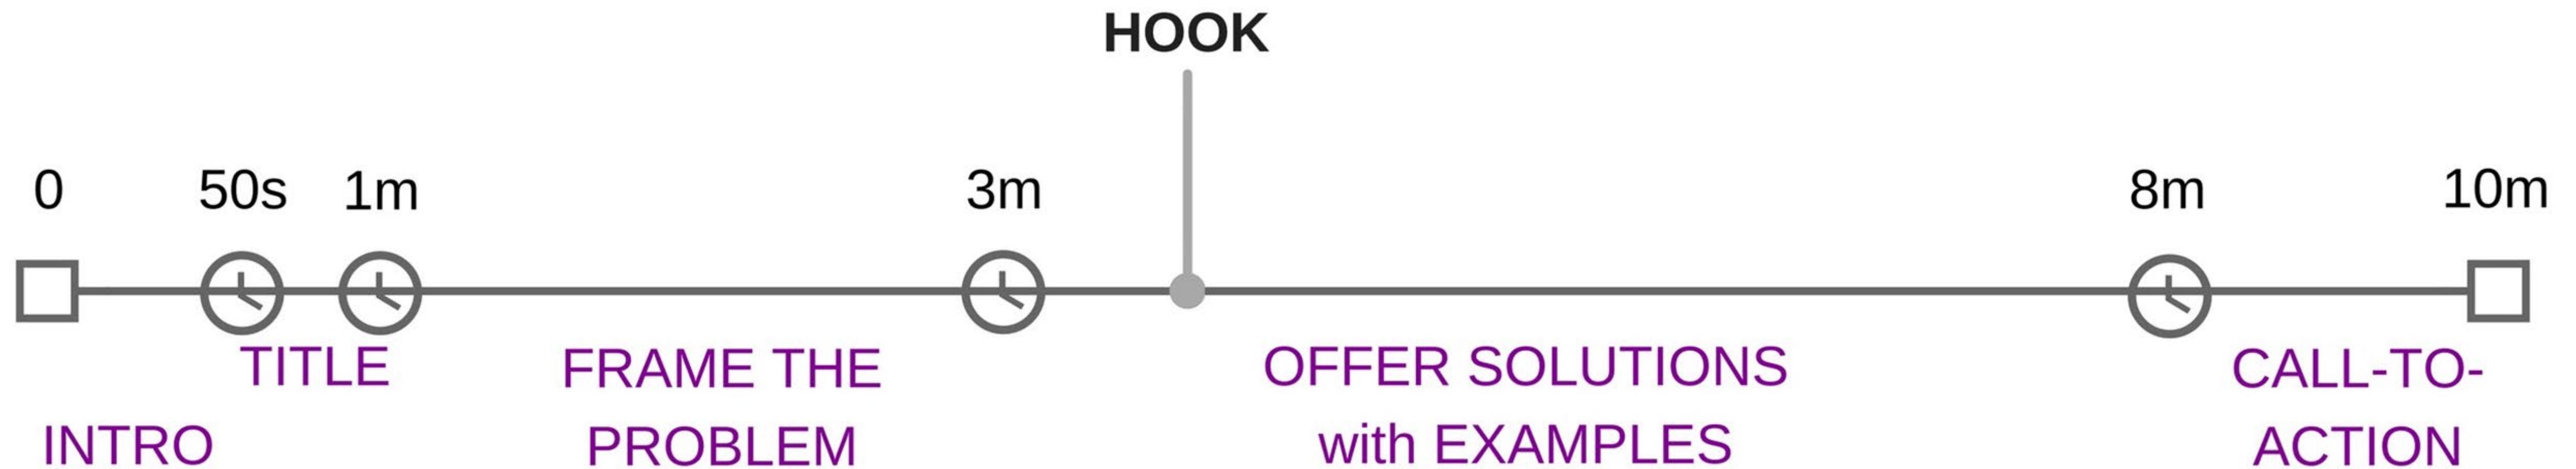 HOOK
0 50s 1m 3m 8m 10m
TITLE FRAME THE OFFER SOLUTIONS CALL-TO-
INTRO PROBLEM with EXAMPLES ACTION